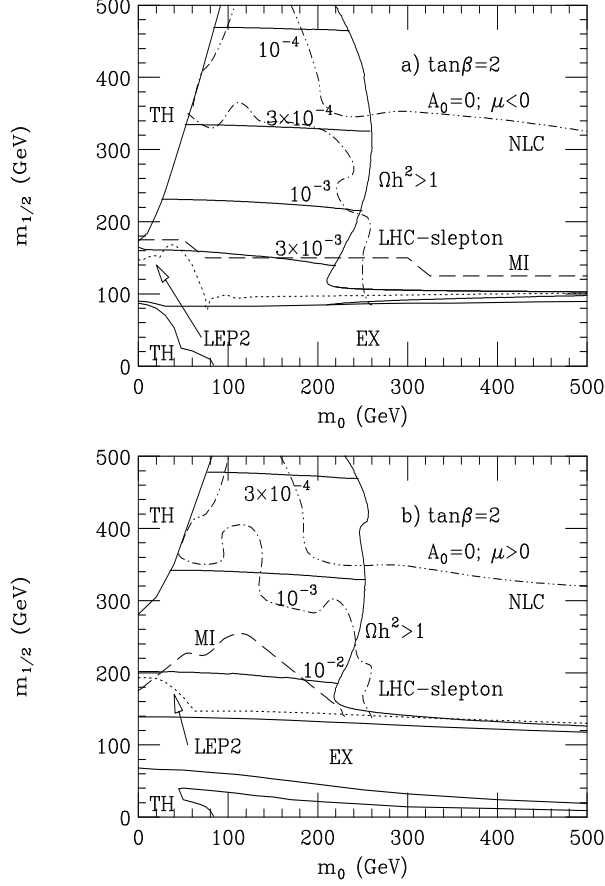 500
a) tanβ=2
10⁻⁴
400
A₀=0; μ<0
TH
3×10⁻⁴
NLC
300
m₁/₂ (GeV)
10⁻³
Ωh²>1
200
3×10⁻³
LHC-slepton
MI
100
LEP2
EX
TH
0
0 100 200 300 400 500
m₀ (GeV)
500
3×10⁻⁴
b) tanβ=2
TH
400
A₀=0; μ>0
10⁻³
300
NLC
m₁/₂ (GeV)
MI
Ωh²>1
10⁻²
200
LHC-slepton
LEP2
100
EX
TH
0
0 100 200 300 400 500
m₀ (GeV)